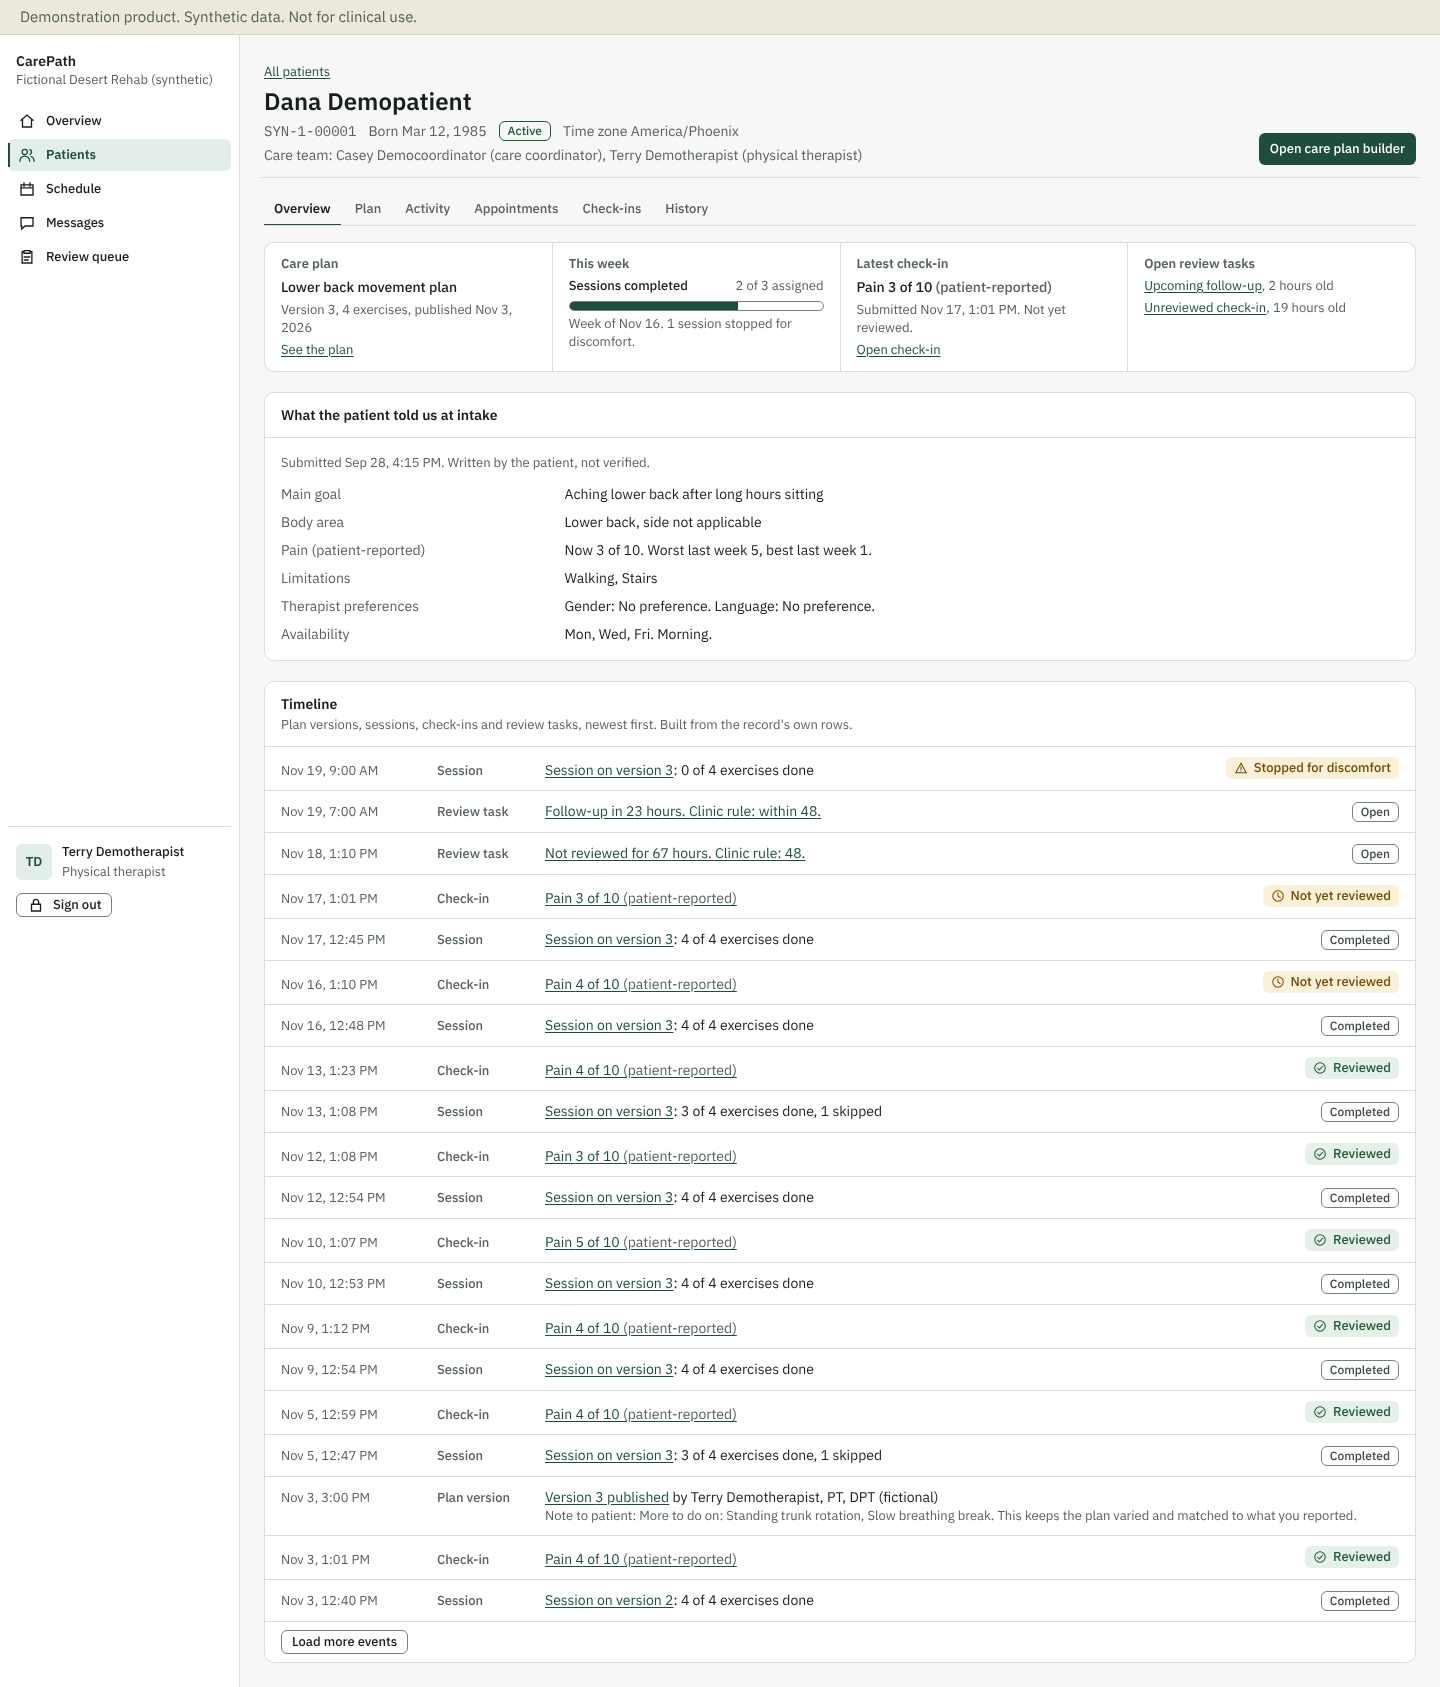 Demonstration product. Synthetic data. Not for clinical use.
CarePath
Fictional Desert Rehab (synthetic)
Overview
Patients
Schedule
Messages
Review queue
TD
Terry Demotherapist
Physical therapist
Sign out
All patients
Dana Demopatient
SYN-1-00001 Born Mar 12, 1985 Active Time zone America/Phoenix
Care team: Casey Democoordinator (care coordinator), Terry Demotherapist (physical therapist)
Open care plan builder
Overview Plan Activity Appointments Check-ins History
Care plan
Lower back movement plan
Version 3, 4 exercises, published Nov 3,
2026
See the plan
This week
Sessions completed 2 of 3 assigned
Week of Nov 16. 1 session stopped for
discomfort.
Latest check-in
Pain 3 of 10 (patient-reported)
Submitted Nov 17, 1:01 PM. Not yet
reviewed.
Open check-in
Open review tasks
Upcoming follow-up, 2 hours old
Unreviewed check-in, 19 hours old
What the patient told us at intake
Submitted Sep 28, 4:15 PM. Written by the patient, not verified.
Main goal Aching lower back after long hours sitting
Body area Lower back, side not applicable
Pain (patient-reported) Now 3 of 10. Worst last week 5, best last week 1.
Limitations Walking, Stairs
Therapist preferences Gender: No preference. Language: No preference.
Availability Mon, Wed, Fri. Morning.
Timeline
Plan versions, sessions, check-ins and review tasks, newest first. Built from the record's own rows.
Nov 19, 9:00 AM Session Session on version 3: 0 of 4 exercises done Stopped for discomfort
Nov 19, 7:00 AM Review task Follow-up in 23 hours. Clinic rule: within 48. Open
Nov 18, 1:10 PM Review task Not reviewed for 67 hours. Clinic rule: 48. Open
Nov 17, 1:01 PM Check-in Pain 3 of 10 (patient-reported) Not yet reviewed
Nov 17, 12:45 PM Session Session on version 3: 4 of 4 exercises done Completed
Nov 16, 1:10 PM Check-in Pain 4 of 10 (patient-reported) Not yet reviewed
Nov 16, 12:48 PM Session Session on version 3: 4 of 4 exercises done Completed
Nov 13, 1:23 PM Check-in Pain 4 of 10 (patient-reported) Reviewed
Nov 13, 1:08 PM Session Session on version 3: 3 of 4 exercises done, 1 skipped Completed
Nov 12, 1:08 PM Check-in Pain 3 of 10 (patient-reported) Reviewed
Nov 12, 12:54 PM Session Session on version 3: 4 of 4 exercises done Completed
Nov 10, 1:07 PM Check-in Pain 5 of 10 (patient-reported) Reviewed
Nov 10, 12:53 PM Session Session on version 3: 4 of 4 exercises done Completed
Nov 9, 1:12 PM Check-in Pain 4 of 10 (patient-reported) Reviewed
Nov 9, 12:54 PM Session Session on version 3: 4 of 4 exercises done Completed
Nov 5, 12:59 PM Check-in Pain 4 of 10 (patient-reported) Reviewed
Nov 5, 12:47 PM Session Session on version 3: 3 of 4 exercises done, 1 skipped Completed
Nov 3, 3:00 PM Plan version Version 3 published by Terry Demotherapist, PT, DPT (fictional)
Note to patient: More to do on: Standing trunk rotation, Slow breathing break. This keeps the plan varied and matched to what you reported.
Nov 3, 1:01 PM Check-in Pain 4 of 10 (patient-reported) Reviewed
Nov 3, 12:40 PM Session Session on version 2: 4 of 4 exercises done Completed
Load more events